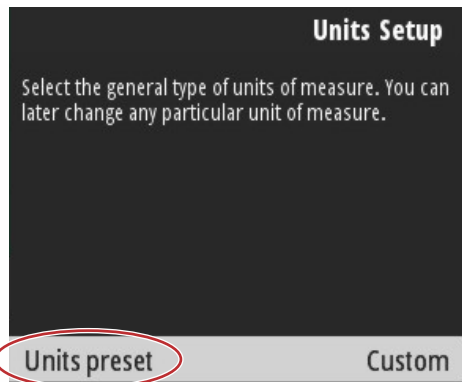 Units Setup
Select the general type of units of measure. You can
later change any particular unit of measure.
Units preset Custom